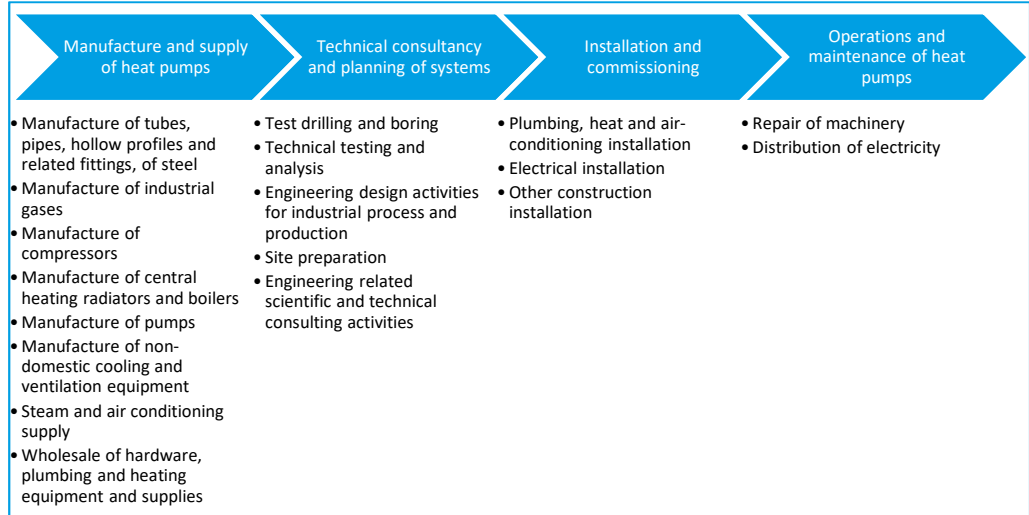 Manufacture and supply
of heat pumps
Technical consultancy
and planning of systems
Installation and
commissioning
Operations and
maintenance of heat
pumps
• Manufacture of tubes,
pipes, hollow profiles and
related fittings, of steel
• Manufacture of industrial
gases
• Manufacture of
compressors
• Manufacture of central
heating radiators and boilers
• Manufacture of pumps
• Manufacture of non-
domestic cooling and
ventilation equipment
• Steam and air conditioning
supply
• Wholesale of hardware,
plumbing and heating
equipment and supplies
• Test drilling and boring
• Technical testing and
analysis
• Engineering design activities
for industrial process and
production
• Site preparation
• Engineering related
scientific and technical
consulting activities
• Plumbing, heat and air-
conditioning installation
• Electrical installation
• Other construction
installation
• Repair of machinery
• Distribution of electricity